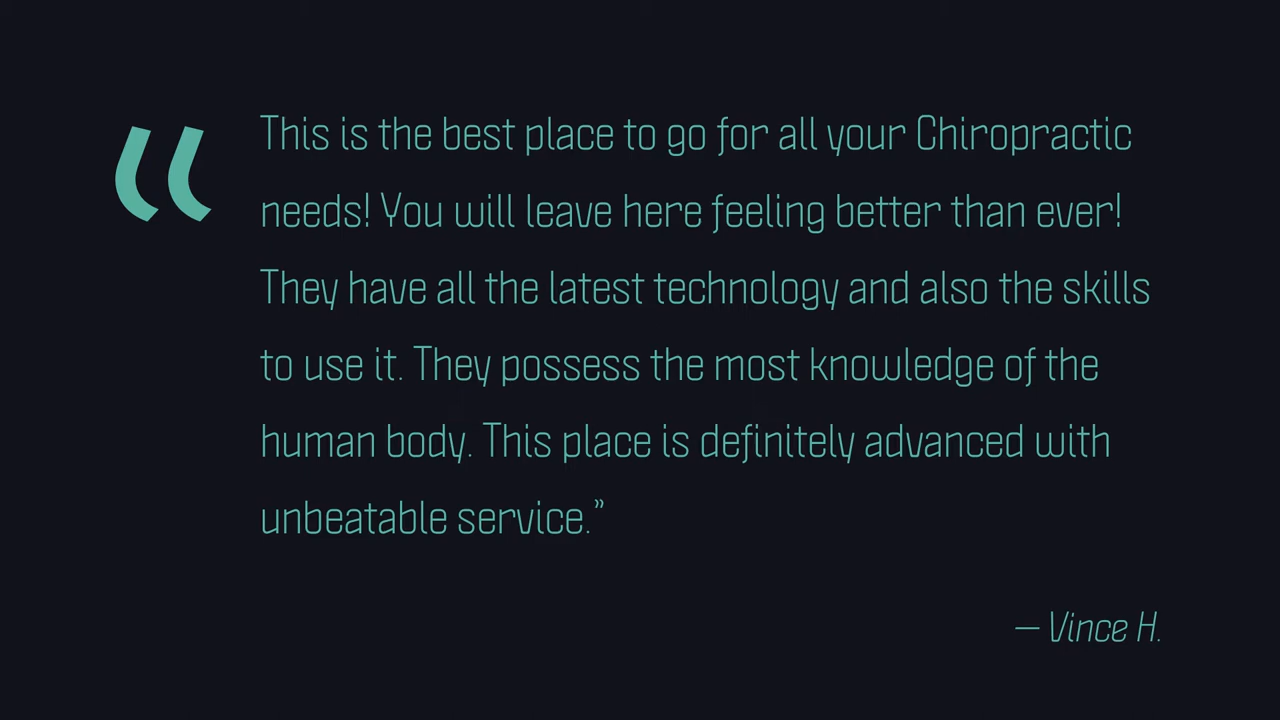 “This is the best place to go for all your Chiropractic
needs! You will leave here feeling better than ever!
They have all the latest technology and also the skills
to use it. They possess the most knowledge of the
human body. This place is definitely advanced with
unbeatable service.”
— Vince H.